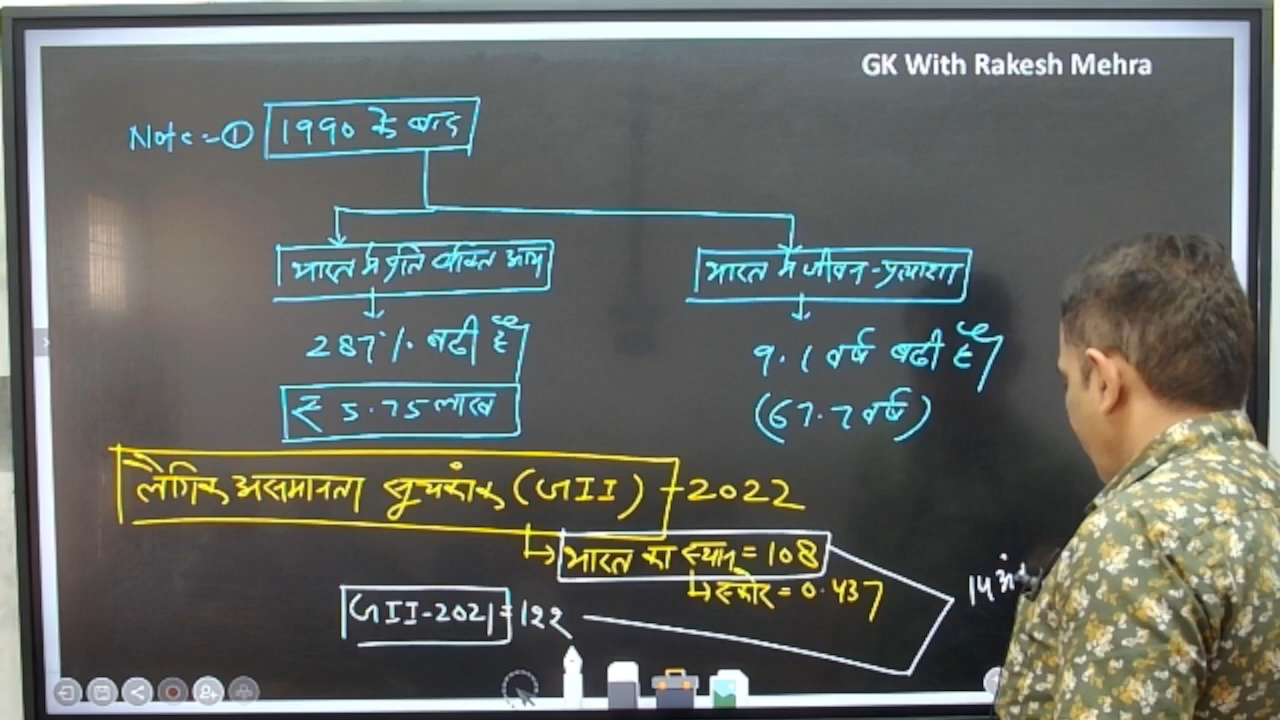 GK With Rakesh Mehra
Note:-① 1990 के बाद
भारत में प्रति व्यक्ति आय
भारत में जीवन-प्रत्याशा
287% बढी है
9.1 वर्ष बढी है
₹ 5.75 लाख
(67.7 वर्ष)
लैंगिक असमानता सूचकांक (GII) - 2022
भारत का स्थान = 108
स्कोर = 0.437
GII-2021 = 122
14